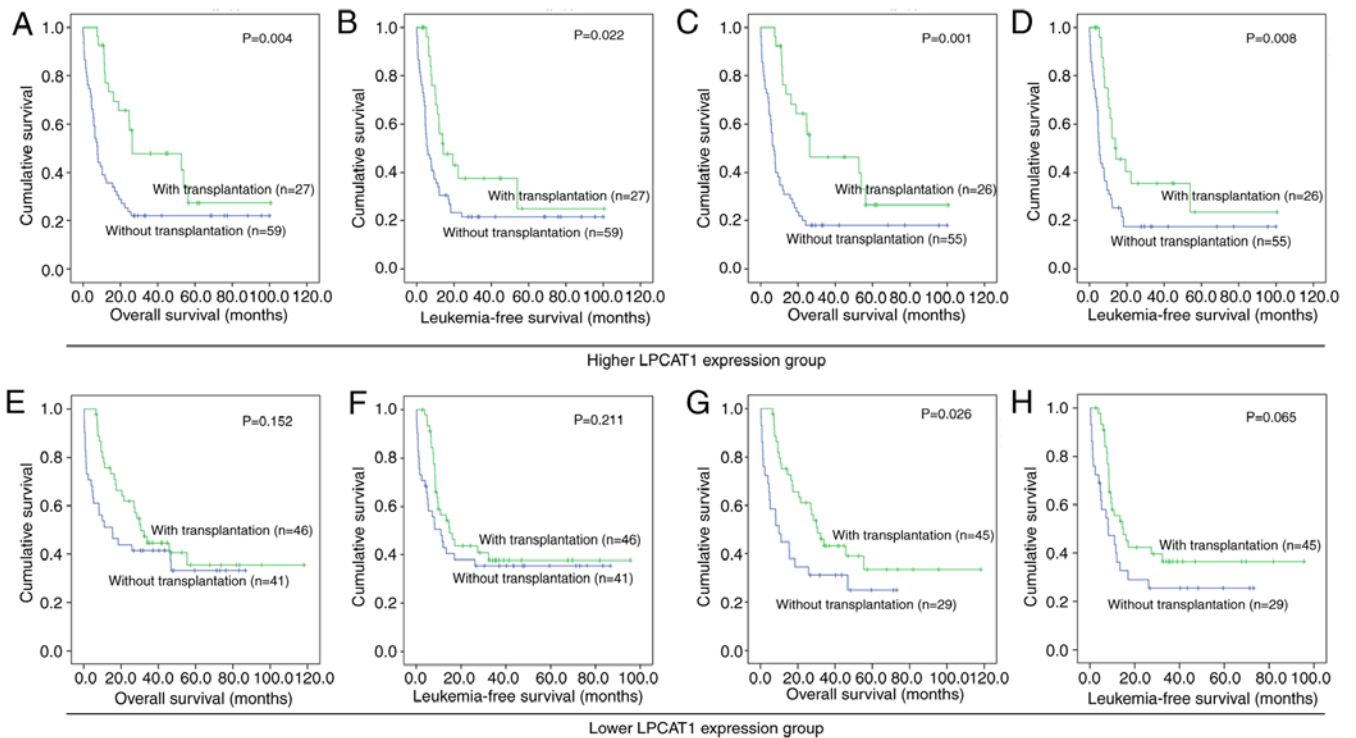 A
1.0
0.8
0.6
0.4
0.2
0.0
Cumulative survival
P=0.004
With transplantation (n=27)
Without transplantation (n=59)
0.0 20.0 40.0 60.0 80.0 100.0 120.0
Overall survival (months)
B
1.0
0.8
0.6
0.4
0.2
0.0
Cumulative survival
P=0.022
With transplantation (n=27)
Without transplantation (n=59)
0.0 20.0 40.0 60.0 80.0 100.0 120.0
Leukemia-free survival (months)
C
1.0
0.8
0.6
0.4
0.2
0.0
Cumulative survival
P=0.001
With transplantation (n=26)
Without transplantation (n=55)
0.0 20.0 40.0 60.0 80.0 100.0 120.0
Overall survival (months)
D
1.0
0.8
0.6
0.4
0.2
0.0
Cumulative survival
P=0.008
With transplantation (n=26)
Without transplantation (n=55)
0.0 20.0 40.0 60.0 80.0 100.0 120.0
Leukemia-free survival (months)
Higher LPCAT1 expression group
E
1.0
0.8
0.6
0.4
0.2
0.0
Cumulative survival
P=0.152
With transplantation (n=46)
Without transplantation (n=41)
0.0 20.0 40.0 60.0 80.0 100.0 120.0
Overall survival (months)
F
1.0
0.8
0.6
0.4
0.2
0.0
Cumulative survival
P=0.211
With transplantation (n=46)
Without transplantation (n=41)
0.0 20.0 40.0 60.0 80.0 100.0
Leukemia-free survival (months)
G
1.0
0.8
0.6
0.4
0.2
0.0
Cumulative survival
P=0.026
With transplantation (n=45)
Without transplantation (n=29)
0.0 20.0 40.0 60.0 80.0 100.0 120.0
Overall survival (months)
H
1.0
0.8
0.6
0.4
0.2
0.0
Cumulative survival
P=0.065
With transplantation (n=45)
Without transplantation (n=29)
0.0 20.0 40.0 60.0 80.0 100.0
Leukemia-free survival (months)
Lower LPCAT1 expression group